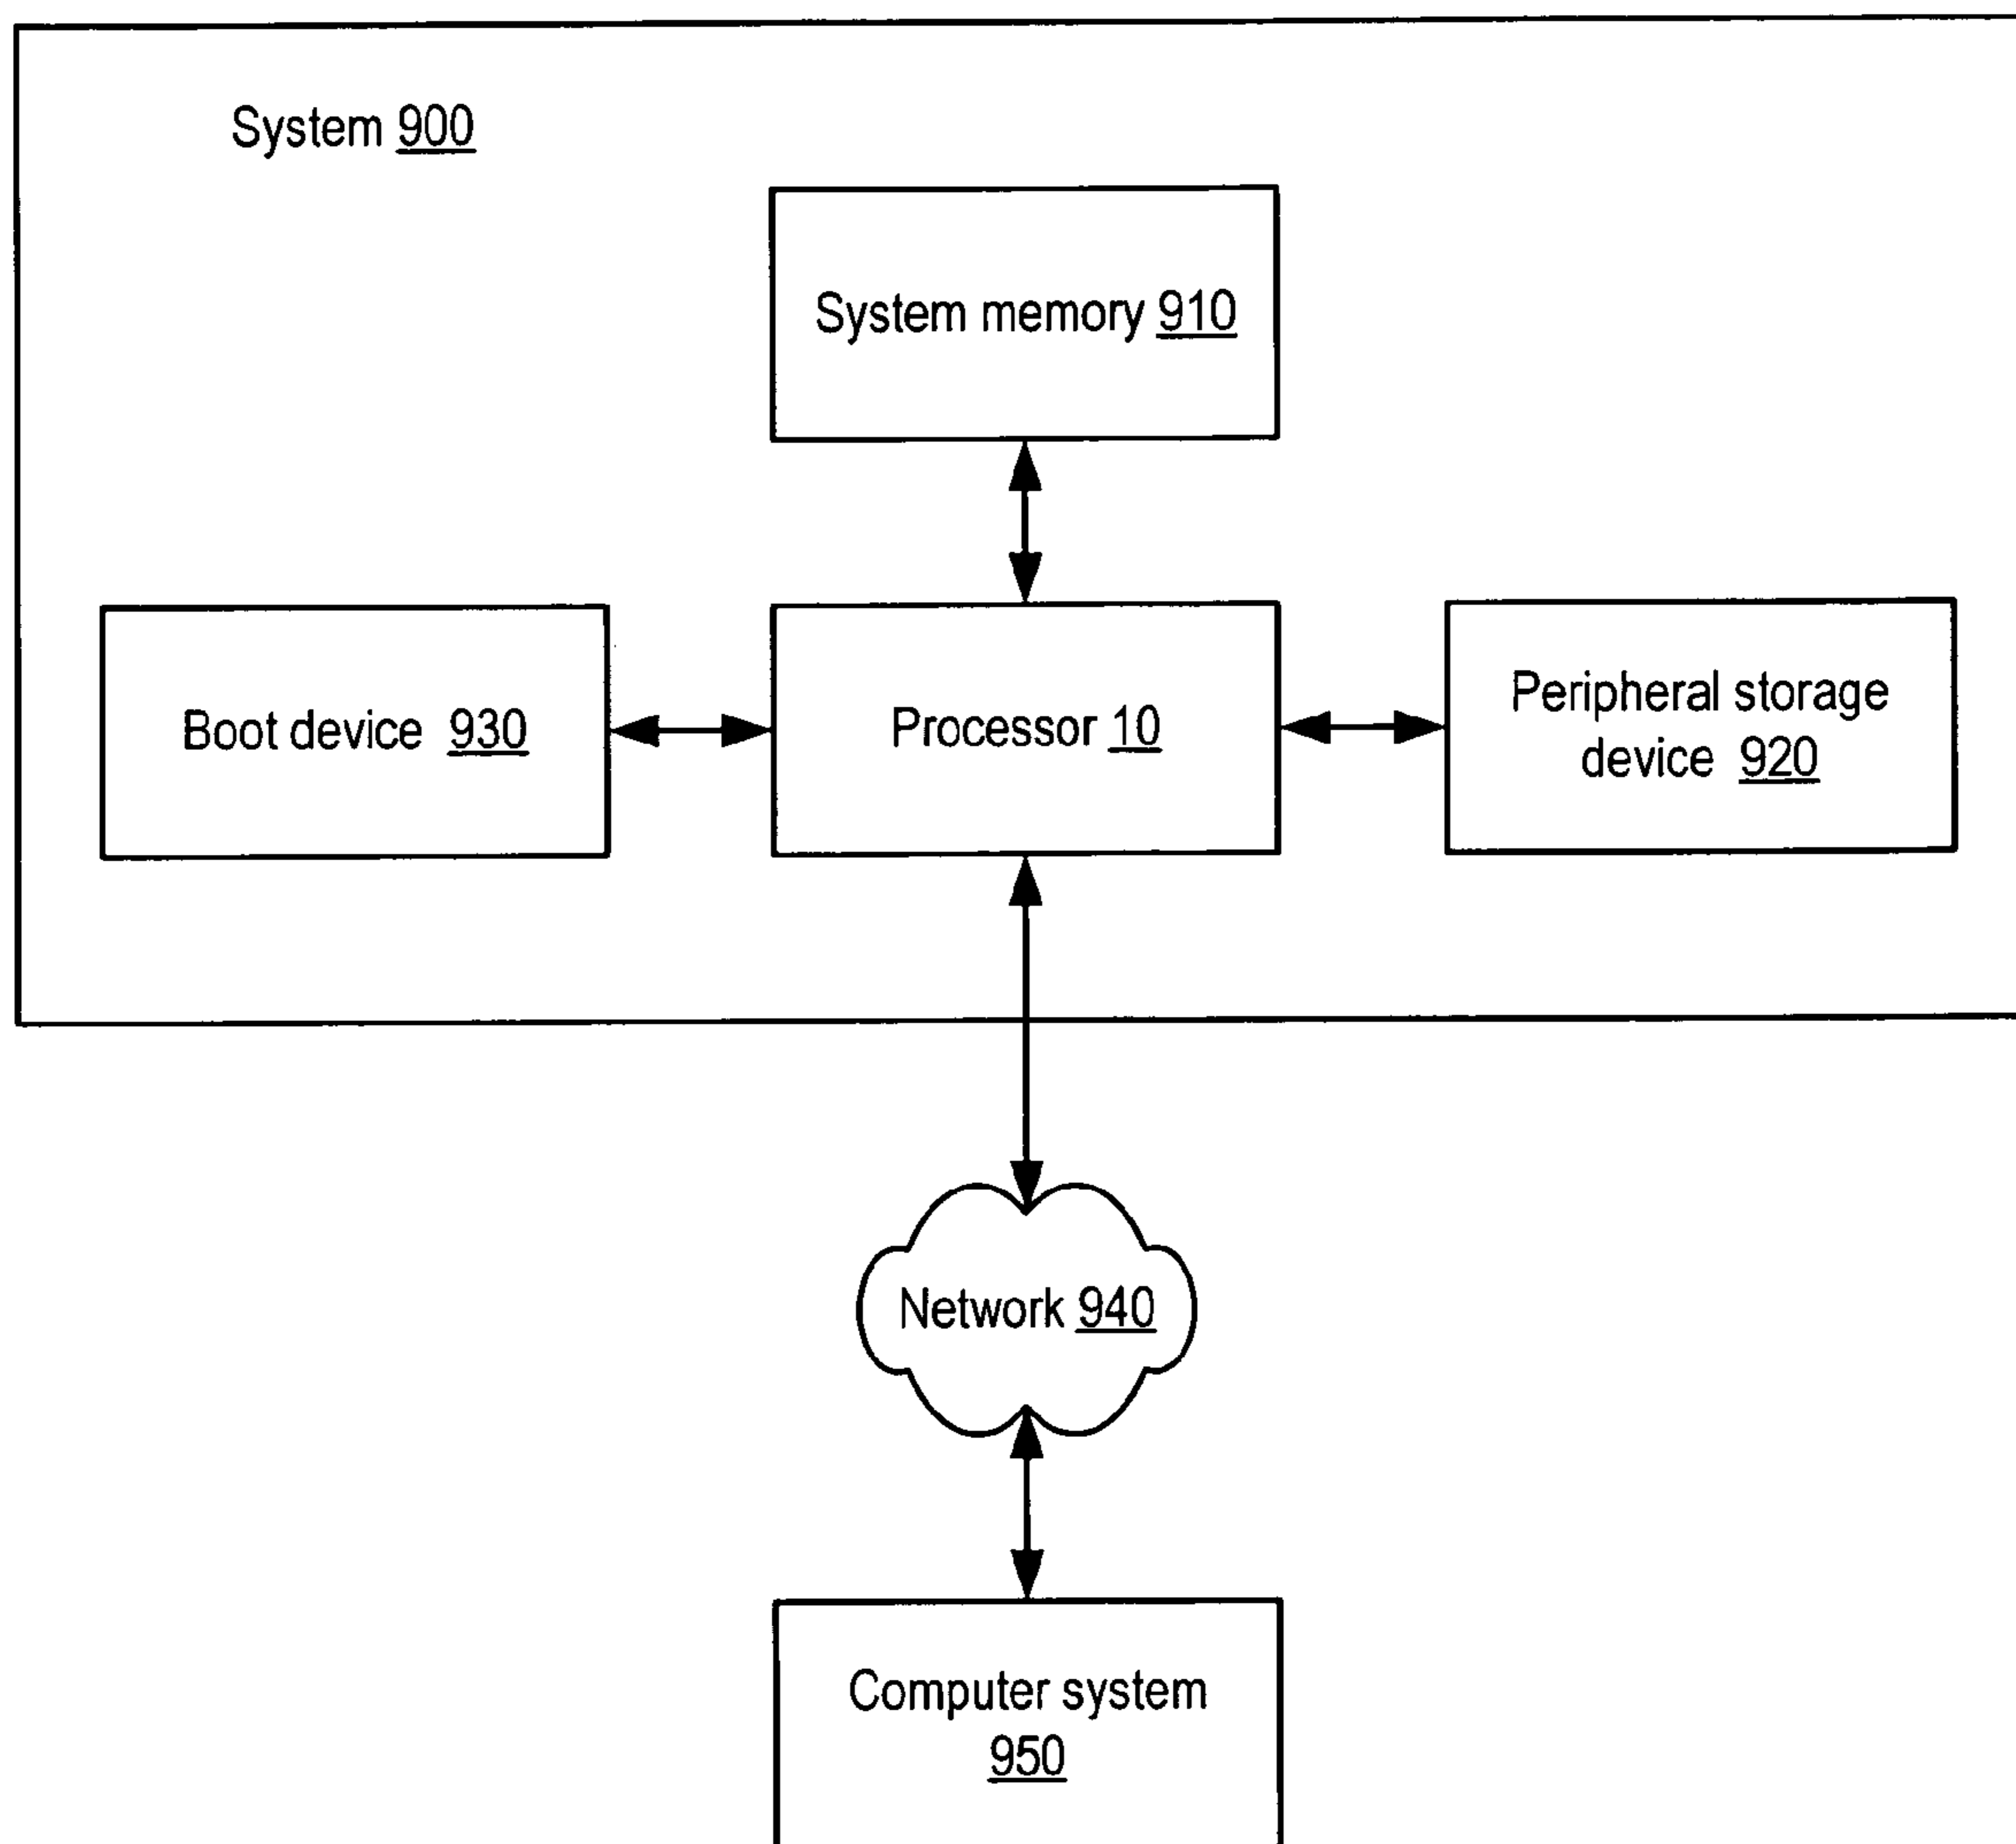 System 900
System memory 910
Boot device 930
Processor 10
Peripheral storage
device 920
Network 940
Computer system
950